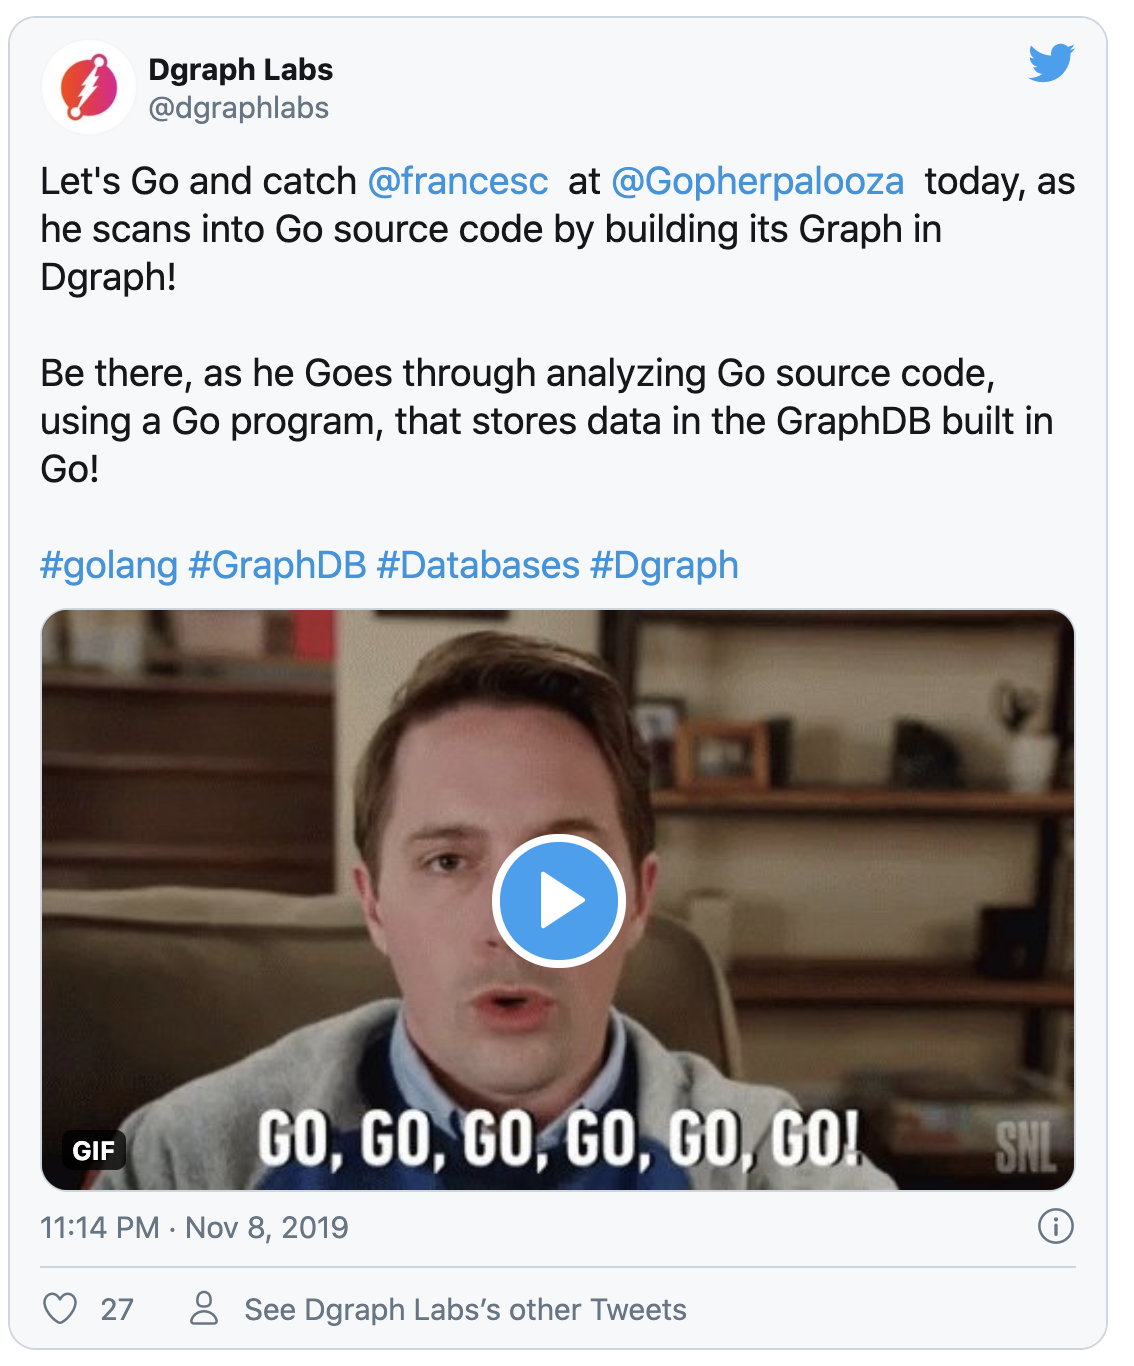 Dgraph Labs
@dgraphlabs
Let's Go and catch @francesc at @Gopherpalooza today, as
he scans into Go source code by building its Graph in
Dgraph!
Be there, as he Goes through analyzing Go source code,
using a Go program, that stores data in the GraphDB built in
Go!
#golang #GraphDB #Databases #Dgraph
GO, GO, GO, GO, GO, GO!
GIF
SNL
11:14 PM · Nov 8, 2019
27
See Dgraph Labs’s other Tweets